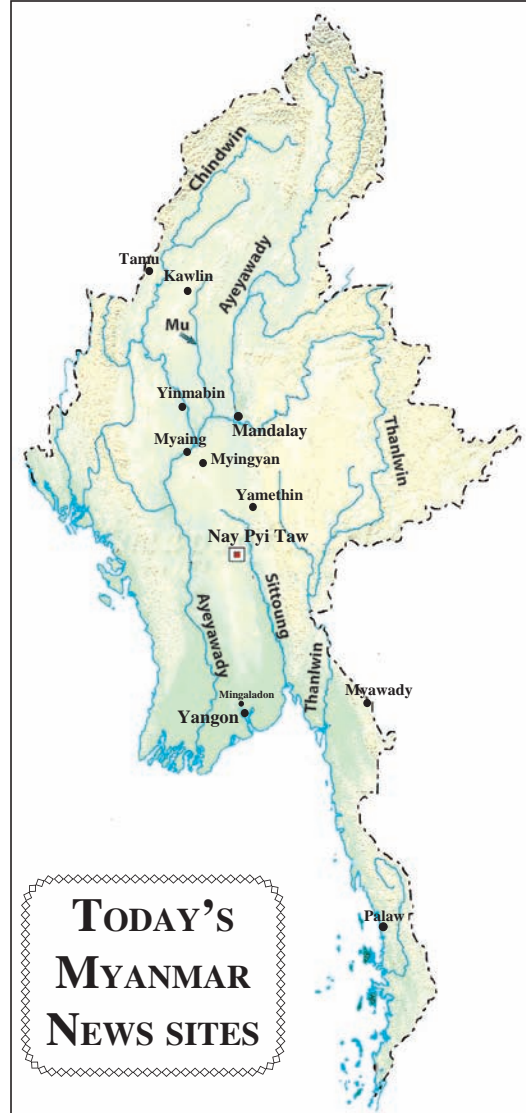 Chindwin
Tamu
Kawlin
Ayeyawady
Mu
Yinmabin
Mandalay
Thanlwin
Myaing
Myingyan
Yamethin
Nay Pyi Taw
Sittoung
Ayeyawady
Thanlwin
Mingaladon
Myawady
Yangon
Palaw
TODAY'S
MYANMAR
NEWS SITES